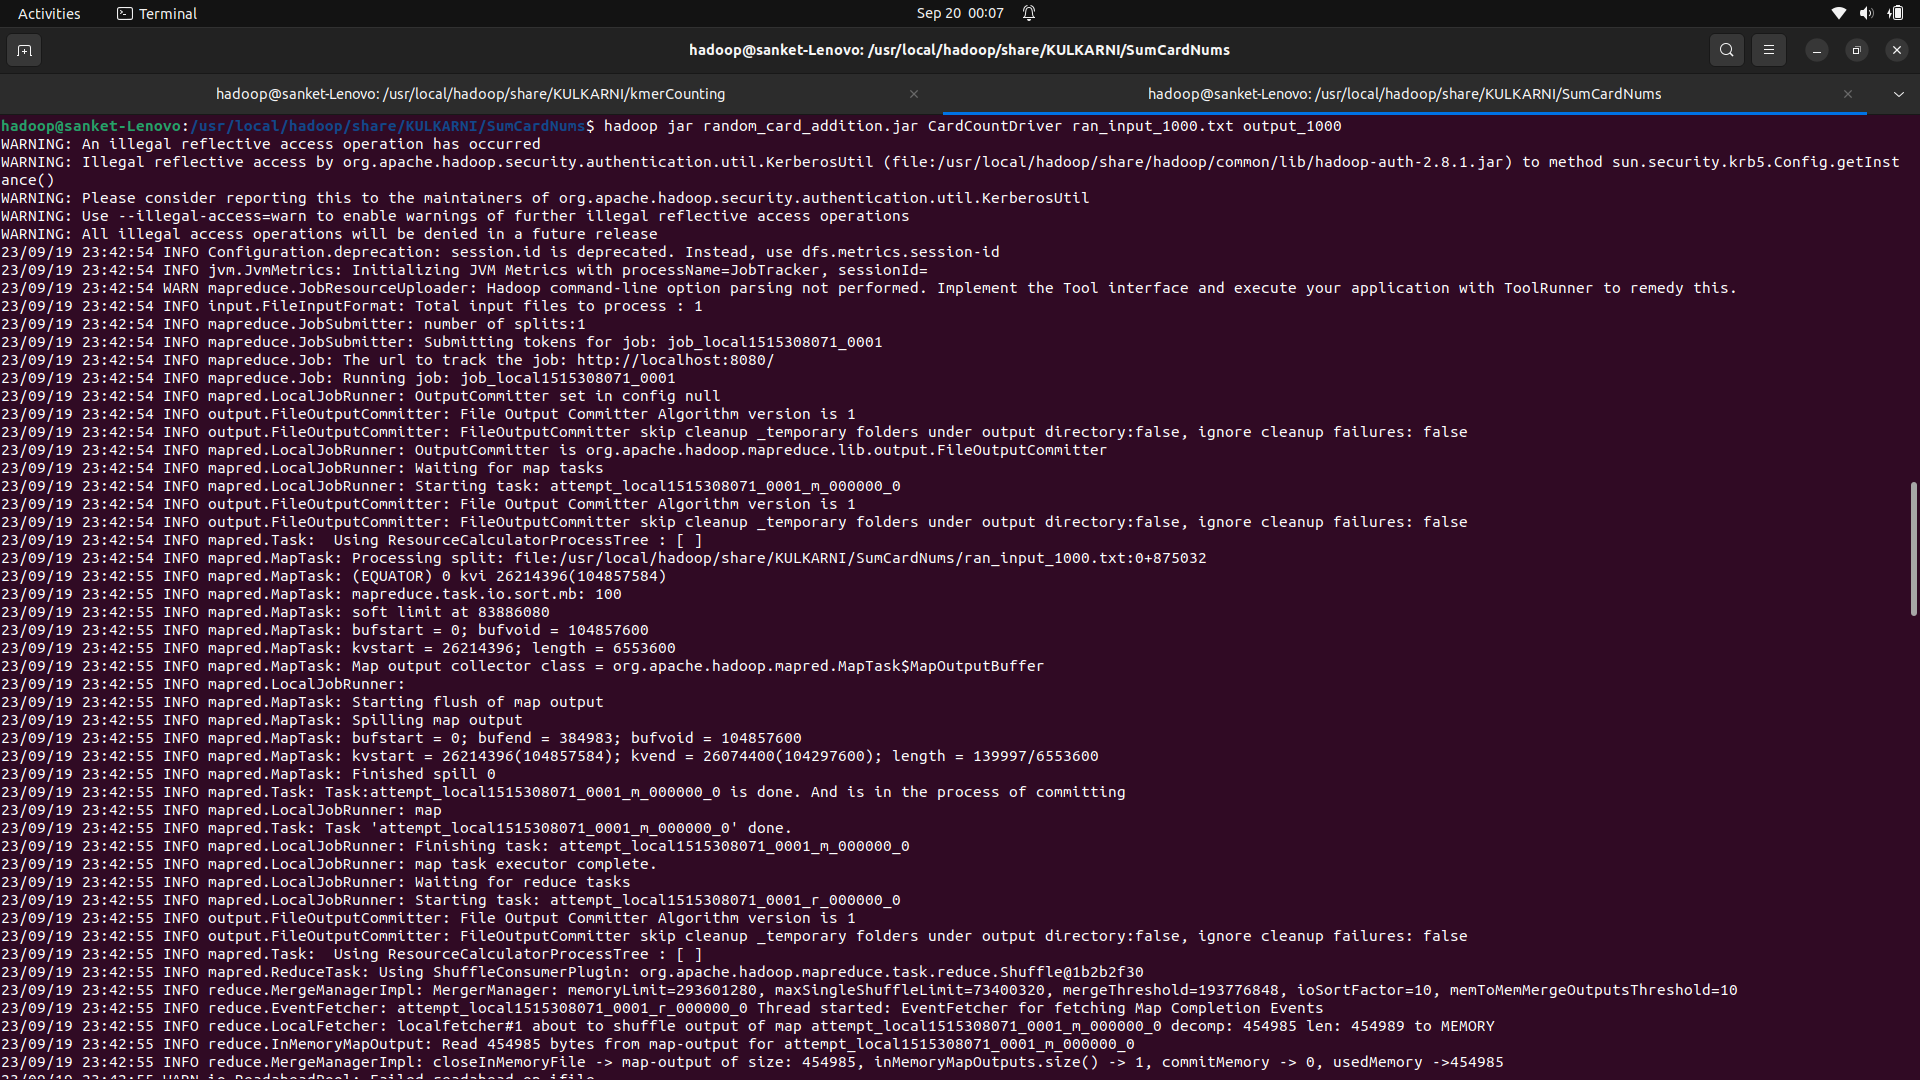 Activities
Terminal
Sep 20 00:07
hadoop@sanket-Lenovo: /usr/local/hadoop/share/KULKARNI/SumCardNums
hadoop@sanket-Lenovo: /usr/local/hadoop/share/KULKARNI/kmerCounting
hadoop@sanket-Lenovo: /usr/local/hadoop/share/KULKARNI/SumCardNums
hadoop@sanket-Lenovo:/usr/local/hadoop/share/KULKARNI/SumCardNums$ hadoop jar random_card_addition.jar CardCountDriver ran_input_1000.txt output_1000
WARNING: An illegal reflective access operation has occurred
WARNING: Illegal reflective access by org.apache.hadoop.security.authentication.util.KerberosUtil (file:/usr/local/hadoop/share/hadoop/common/lib/hadoop-auth-2.8.1.jar) to method sun.security.krb5.Config.getInst
ance()
WARNING: Please consider reporting this to the maintainers of org.apache.hadoop.security.authentication.util.KerberosUtil
WARNING: Use --illegal-access=warn to enable warnings of further illegal reflective access operations
WARNING: All illegal access operations will be denied in a future release
23/09/19 23:42:54 INFO Configuration.deprecation: session.id is deprecated. Instead, use dfs.metrics.session-id
23/09/19 23:42:54 INFO jvm.JvmMetrics: Initializing JVM Metrics with processName=JobTracker, sessionId=
23/09/19 23:42:54 WARN mapreduce.JobResourceUploader: Hadoop command-line option parsing not performed. Implement the Tool interface and execute your application with ToolRunner to remedy this.
23/09/19 23:42:54 INFO input.FileInputFormat: Total input files to process : 1
23/09/19 23:42:54 INFO mapreduce.JobSubmitter: number of splits:1
23/09/19 23:42:54 INFO mapreduce.JobSubmitter: Submitting tokens for job: job_local1515308071_0001
23/09/19 23:42:54 INFO mapreduce.Job: The url to track the job: http://localhost:8080/
23/09/19 23:42:54 INFO mapreduce.Job: Running job: job_local1515308071_0001
23/09/19 23:42:54 INFO mapred.LocalJobRunner: OutputCommitter set in config null
23/09/19 23:42:54 INFO output.FileOutputCommitter: File Output Committer Algorithm version is 1
23/09/19 23:42:54 INFO output.FileOutputCommitter: FileOutputCommitter skip cleanup _temporary folders under output directory:false, ignore cleanup failures: false
23/09/19 23:42:54 INFO mapred.LocalJobRunner: OutputCommitter is org.apache.hadoop.mapreduce.lib.output.FileOutputCommitter
23/09/19 23:42:54 INFO mapred.LocalJobRunner: Waiting for map tasks
23/09/19 23:42:54 INFO mapred.LocalJobRunner: Starting task: attempt_local1515308071_0001_m_000000_0
23/09/19 23:42:54 INFO output.FileOutputCommitter: File Output Committer Algorithm version is 1
23/09/19 23:42:54 INFO output.FileOutputCommitter: FileOutputCommitter skip cleanup _temporary folders under output directory:false, ignore cleanup failures: false
23/09/19 23:42:54 INFO mapred.Task:  Using ResourceCalculatorProcessTree : [ ]
23/09/19 23:42:54 INFO mapred.MapTask: Processing split: file:/usr/local/hadoop/share/KULKARNI/SumCardNums/ran_input_1000.txt:0+875032
23/09/19 23:42:55 INFO mapred.MapTask: (EQUATOR) 0 kvi 26214396(104857584)
23/09/19 23:42:55 INFO mapred.MapTask: mapreduce.task.io.sort.mb: 100
23/09/19 23:42:55 INFO mapred.MapTask: soft limit at 83886080
23/09/19 23:42:55 INFO mapred.MapTask: bufstart = 0; bufvoid = 104857600
23/09/19 23:42:55 INFO mapred.MapTask: kvstart = 26214396; length = 6553600
23/09/19 23:42:55 INFO mapred.MapTask: Map output collector class = org.apache.hadoop.mapred.MapTask$MapOutputBuffer
23/09/19 23:42:55 INFO mapred.LocalJobRunner:
23/09/19 23:42:55 INFO mapred.MapTask: Starting flush of map output
23/09/19 23:42:55 INFO mapred.MapTask: Spilling map output
23/09/19 23:42:55 INFO mapred.MapTask: bufstart = 0; bufend = 384983; bufvoid = 104857600
23/09/19 23:42:55 INFO mapred.MapTask: kvstart = 26214396(104857584); kvend = 26074400(104297600); length = 139997/6553600
23/09/19 23:42:55 INFO mapred.MapTask: Finished spill 0
23/09/19 23:42:55 INFO mapred.Task: Task:attempt_local1515308071_0001_m_000000_0 is done. And is in the process of committing
23/09/19 23:42:55 INFO mapred.LocalJobRunner: map
23/09/19 23:42:55 INFO mapred.Task: Task 'attempt_local1515308071_0001_m_000000_0' done.
23/09/19 23:42:55 INFO mapred.LocalJobRunner: Finishing task: attempt_local1515308071_0001_m_000000_0
23/09/19 23:42:55 INFO mapred.LocalJobRunner: map task executor complete.
23/09/19 23:42:55 INFO mapred.LocalJobRunner: Waiting for reduce tasks
23/09/19 23:42:55 INFO mapred.LocalJobRunner: Starting task: attempt_local1515308071_0001_r_000000_0
23/09/19 23:42:55 INFO output.FileOutputCommitter: File Output Committer Algorithm version is 1
23/09/19 23:42:55 INFO output.FileOutputCommitter: FileOutputCommitter skip cleanup _temporary folders under output directory:false, ignore cleanup failures: false
23/09/19 23:42:55 INFO mapred.Task:  Using ResourceCalculatorProcessTree : [ ]
23/09/19 23:42:55 INFO mapred.ReduceTask: Using ShuffleConsumerPlugin: org.apache.hadoop.mapreduce.task.reduce.Shuffle@1b2b2f30
23/09/19 23:42:55 INFO reduce.MergeManagerImpl: MergerManager: memoryLimit=293601280, maxSingleShuffleLimit=73400320, mergeThreshold=193776848, ioSortFactor=10, memToMemMergeOutputsThreshold=10
23/09/19 23:42:55 INFO reduce.EventFetcher: attempt_local1515308071_0001_r_000000_0 Thread started: EventFetcher for fetching Map Completion Events
23/09/19 23:42:55 INFO reduce.LocalFetcher: localfetcher#1 about to shuffle output of map attempt_local1515308071_0001_m_000000_0 decomp: 454985 len: 454989 to MEMORY
23/09/19 23:42:55 INFO reduce.InMemoryMapOutput: Read 454985 bytes from map-output for attempt_local1515308071_0001_m_000000_0
23/09/19 23:42:55 INFO reduce.MergeManagerImpl: closeInMemoryFile -> map-output of size: 454985, inMemoryMapOutputs.size() -> 1, commitMemory -> 0, usedMemory ->454985
23/09/19 23:42:55 WARN io.ReadaheadPool: Failed readahead on ifile